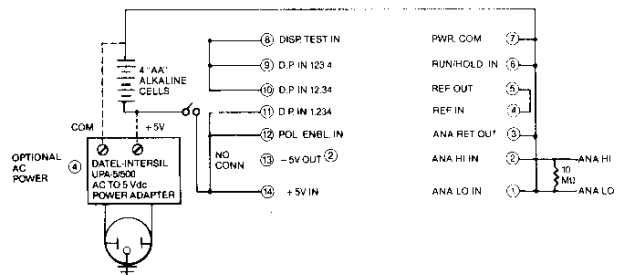 8 DISP. TEST IN
9 D.P. IN 123.4
10 D.P. IN 12.34
11 D.P. IN 1.234
12 POL. ENBL. IN
13 -5V OUT 2
14 +5V IN
NO
CONN
4 "AA"
ALKALINE
CELLS
COM
+5V
OPTIONAL
AC
POWER
4
DATEL-INTERSIL
UPA-5/500
AC TO 5 Vdc
POWER ADAPTER
PWR. COM 7
RUN/HOLD IN 6
REF OUT 5
REF IN 4
ANA RET OUT 3
ANA HI IN 2
ANA LO IN 1
10
MΩ
ANA HI
ANA LO